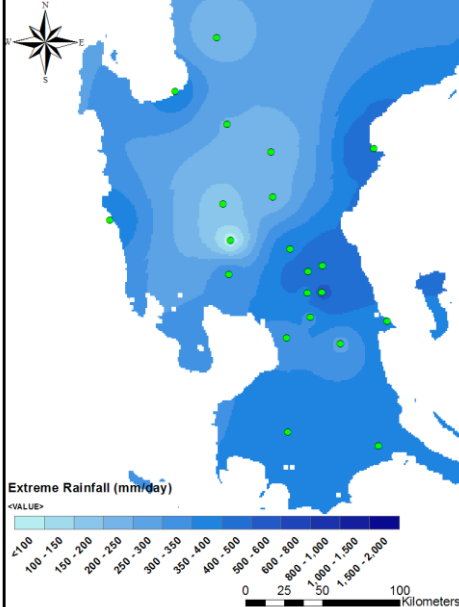 N
W E
S
Extreme Rainfall (mm/day)
<VALUE>
<100
100 - 150
150 - 200
200 - 250
250 - 300
300 - 350
350 - 400
400 - 500
500 - 600
600 - 800
800 - 1,000
1,000 - 1,500
1,500 - 2,000
0 25 50 100
Kilometers